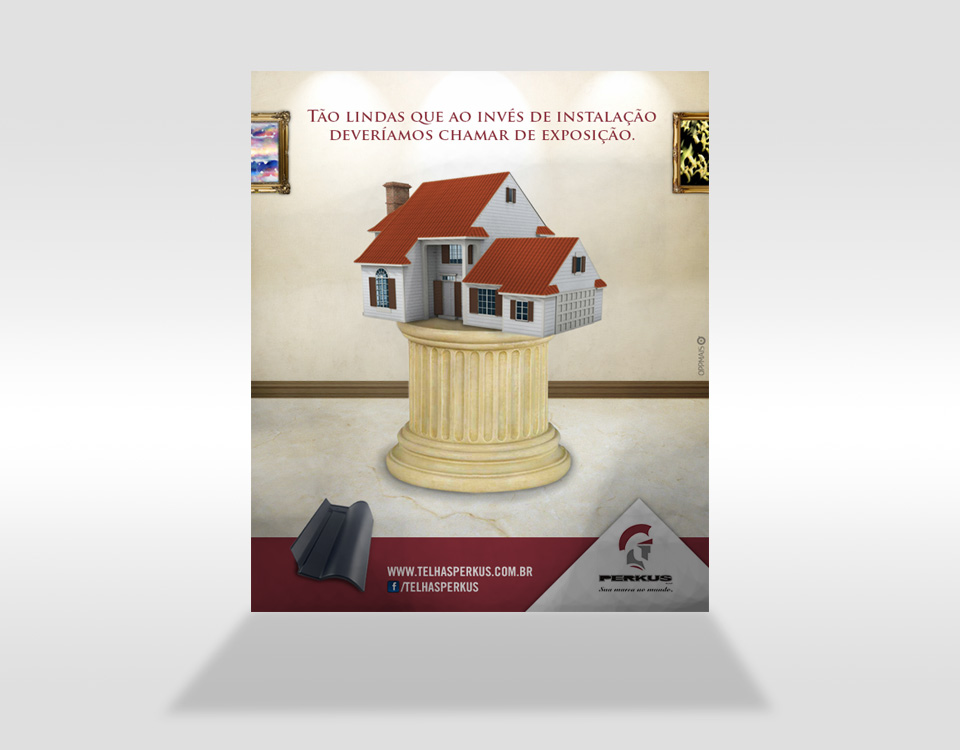 Tão lindas que ao invés de instalação
deveríamos chamar de exposição.
OPPMAIS
WWW.TELHASPERKUS.COM.BR
f /TELHASPERKUS
PERKUS
Sua marca no mundo.